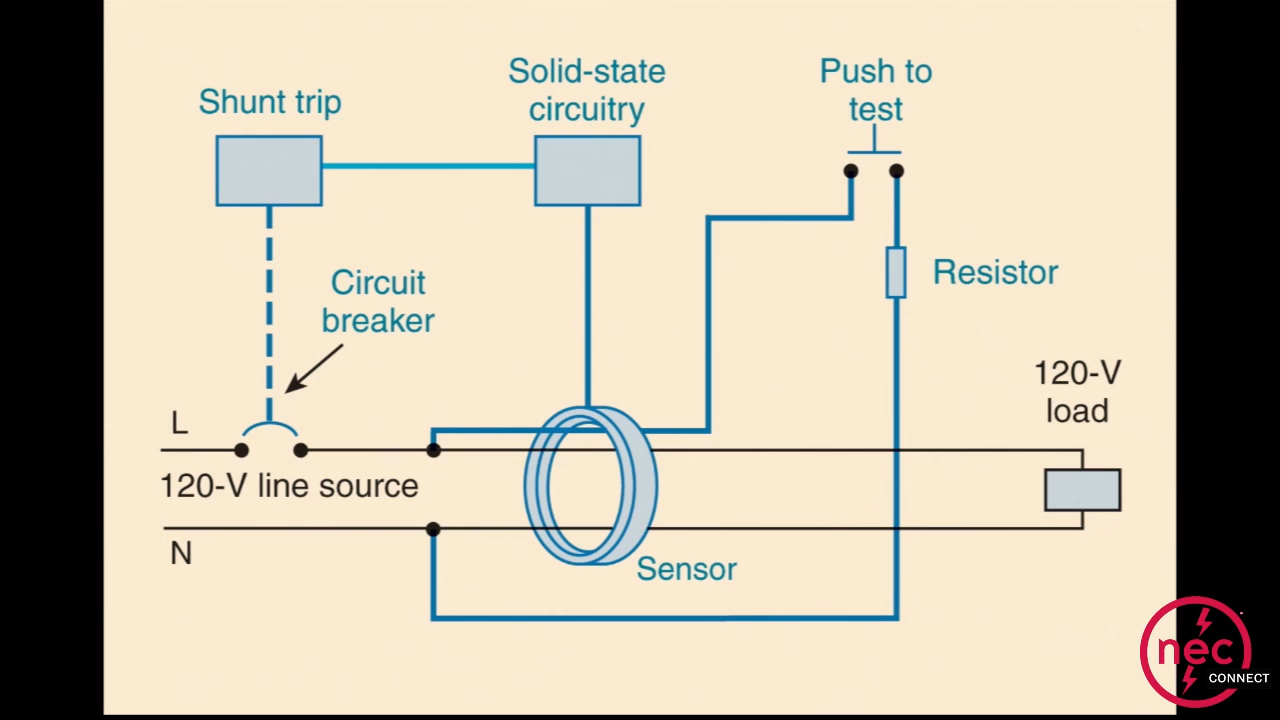 Shunt trip
Solid-state
circuitry
Push to
test
Circuit
breaker
Resistor
120-V
load
L
120-V line source
N
Sensor
nec
CONNECT